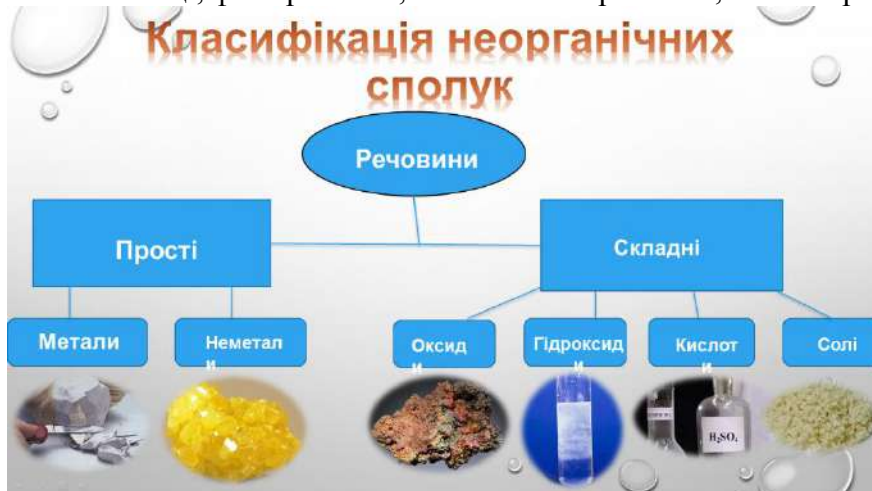 Класифікація неорганічних
сполук
Речовини
Прості
Складні
Метали
Неметал
и
Оксид
и
Гідроксид
и
Кислот
и
Солі
H₂SO₄